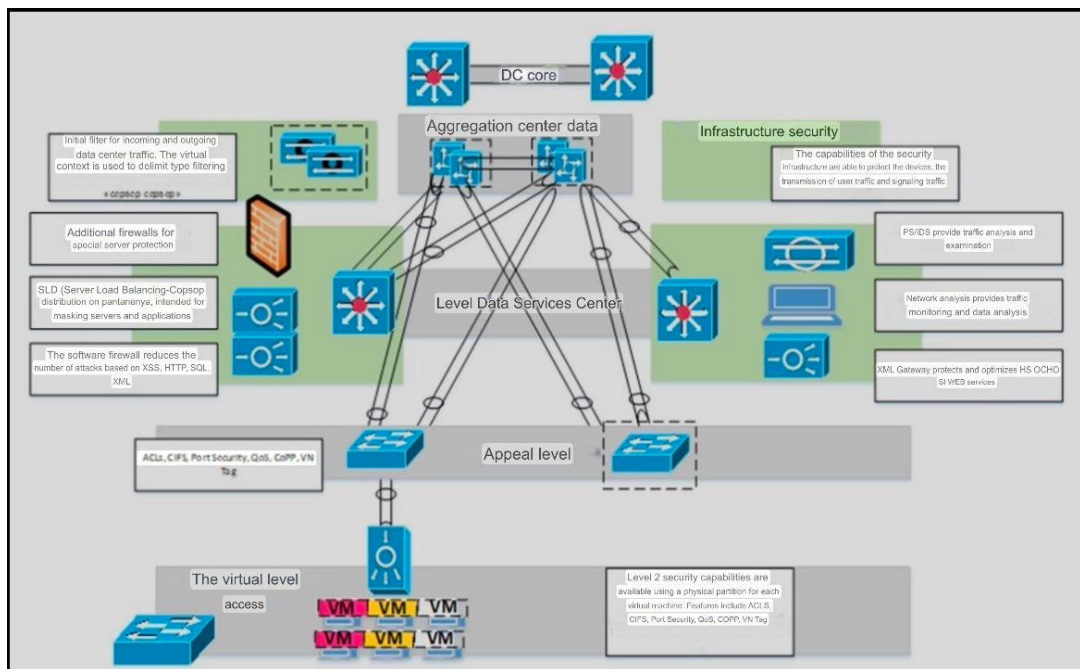 DC core
Aggregation center data
Infrastructure security
Initial filter for incoming and outgoing
data center traffic. The virtual
context is used to delimit type filtering
«copsop copsop»
The capabilities of the security
infrastructure are able to protect the devices, the
transmission of user traffic and signaling traffic
Additional firewalls for
special server protection
PS/IDS provide traffic analysis and
examination
SLD (Server Load Balancing-Copsop
distribution on pantanenya, intended for
masking servers and applications
Level Data Services Center
Network analysis provides traffic
monitoring and data analysis
The software firewall reduces the
number of attacks based on XSS, HTTP, SQL,
XML
XML Gateway protects and optimizes HS OCHO
SI WEB services
ACLs, CIFS, Port Security, QoS, CoPP, VN
Tag
Appeal level
The virtual level
access
VM VM VM
VM VM VM
Level 2 security capabilities are
available using a physical partition for each
virtual machine. Features include ACLS,
CIFS, Port Security, QoS, COPP, VN Tag